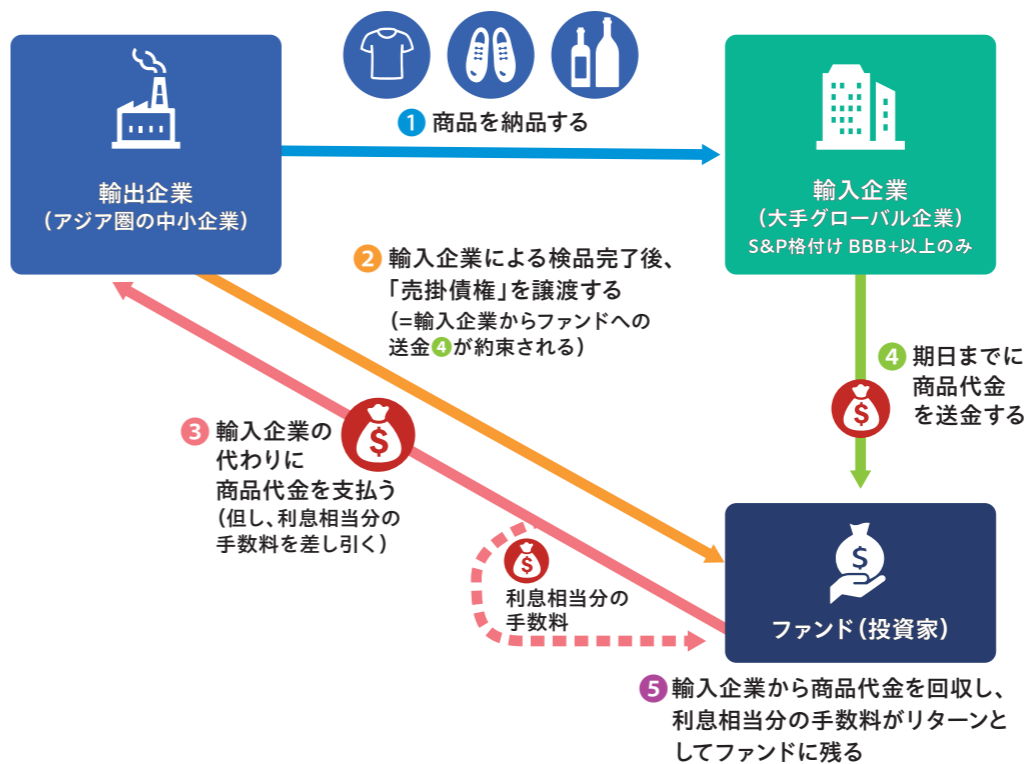 1 商品を納品する
輸出企業
(アジア圏の中小企業)
輸入企業
(大手グローバル企業)
S&P格付け BBB+以上のみ
2 輸入企業による検品完了後、
「売掛債権」を譲渡する
(=輸入企業からファンドへの
送金4が約束される)
3 輸入企業の
代わりに
商品代金を支払う
(但し、利息相当分の
手数料を差し引く)
$
4 期日までに
商品代金
を送金する
$
$
利息相当分の
手数料
$
ファンド(投資家)
5 輸入企業から商品代金を回収し、
利息相当分の手数料がリターンと
してファンドに残る